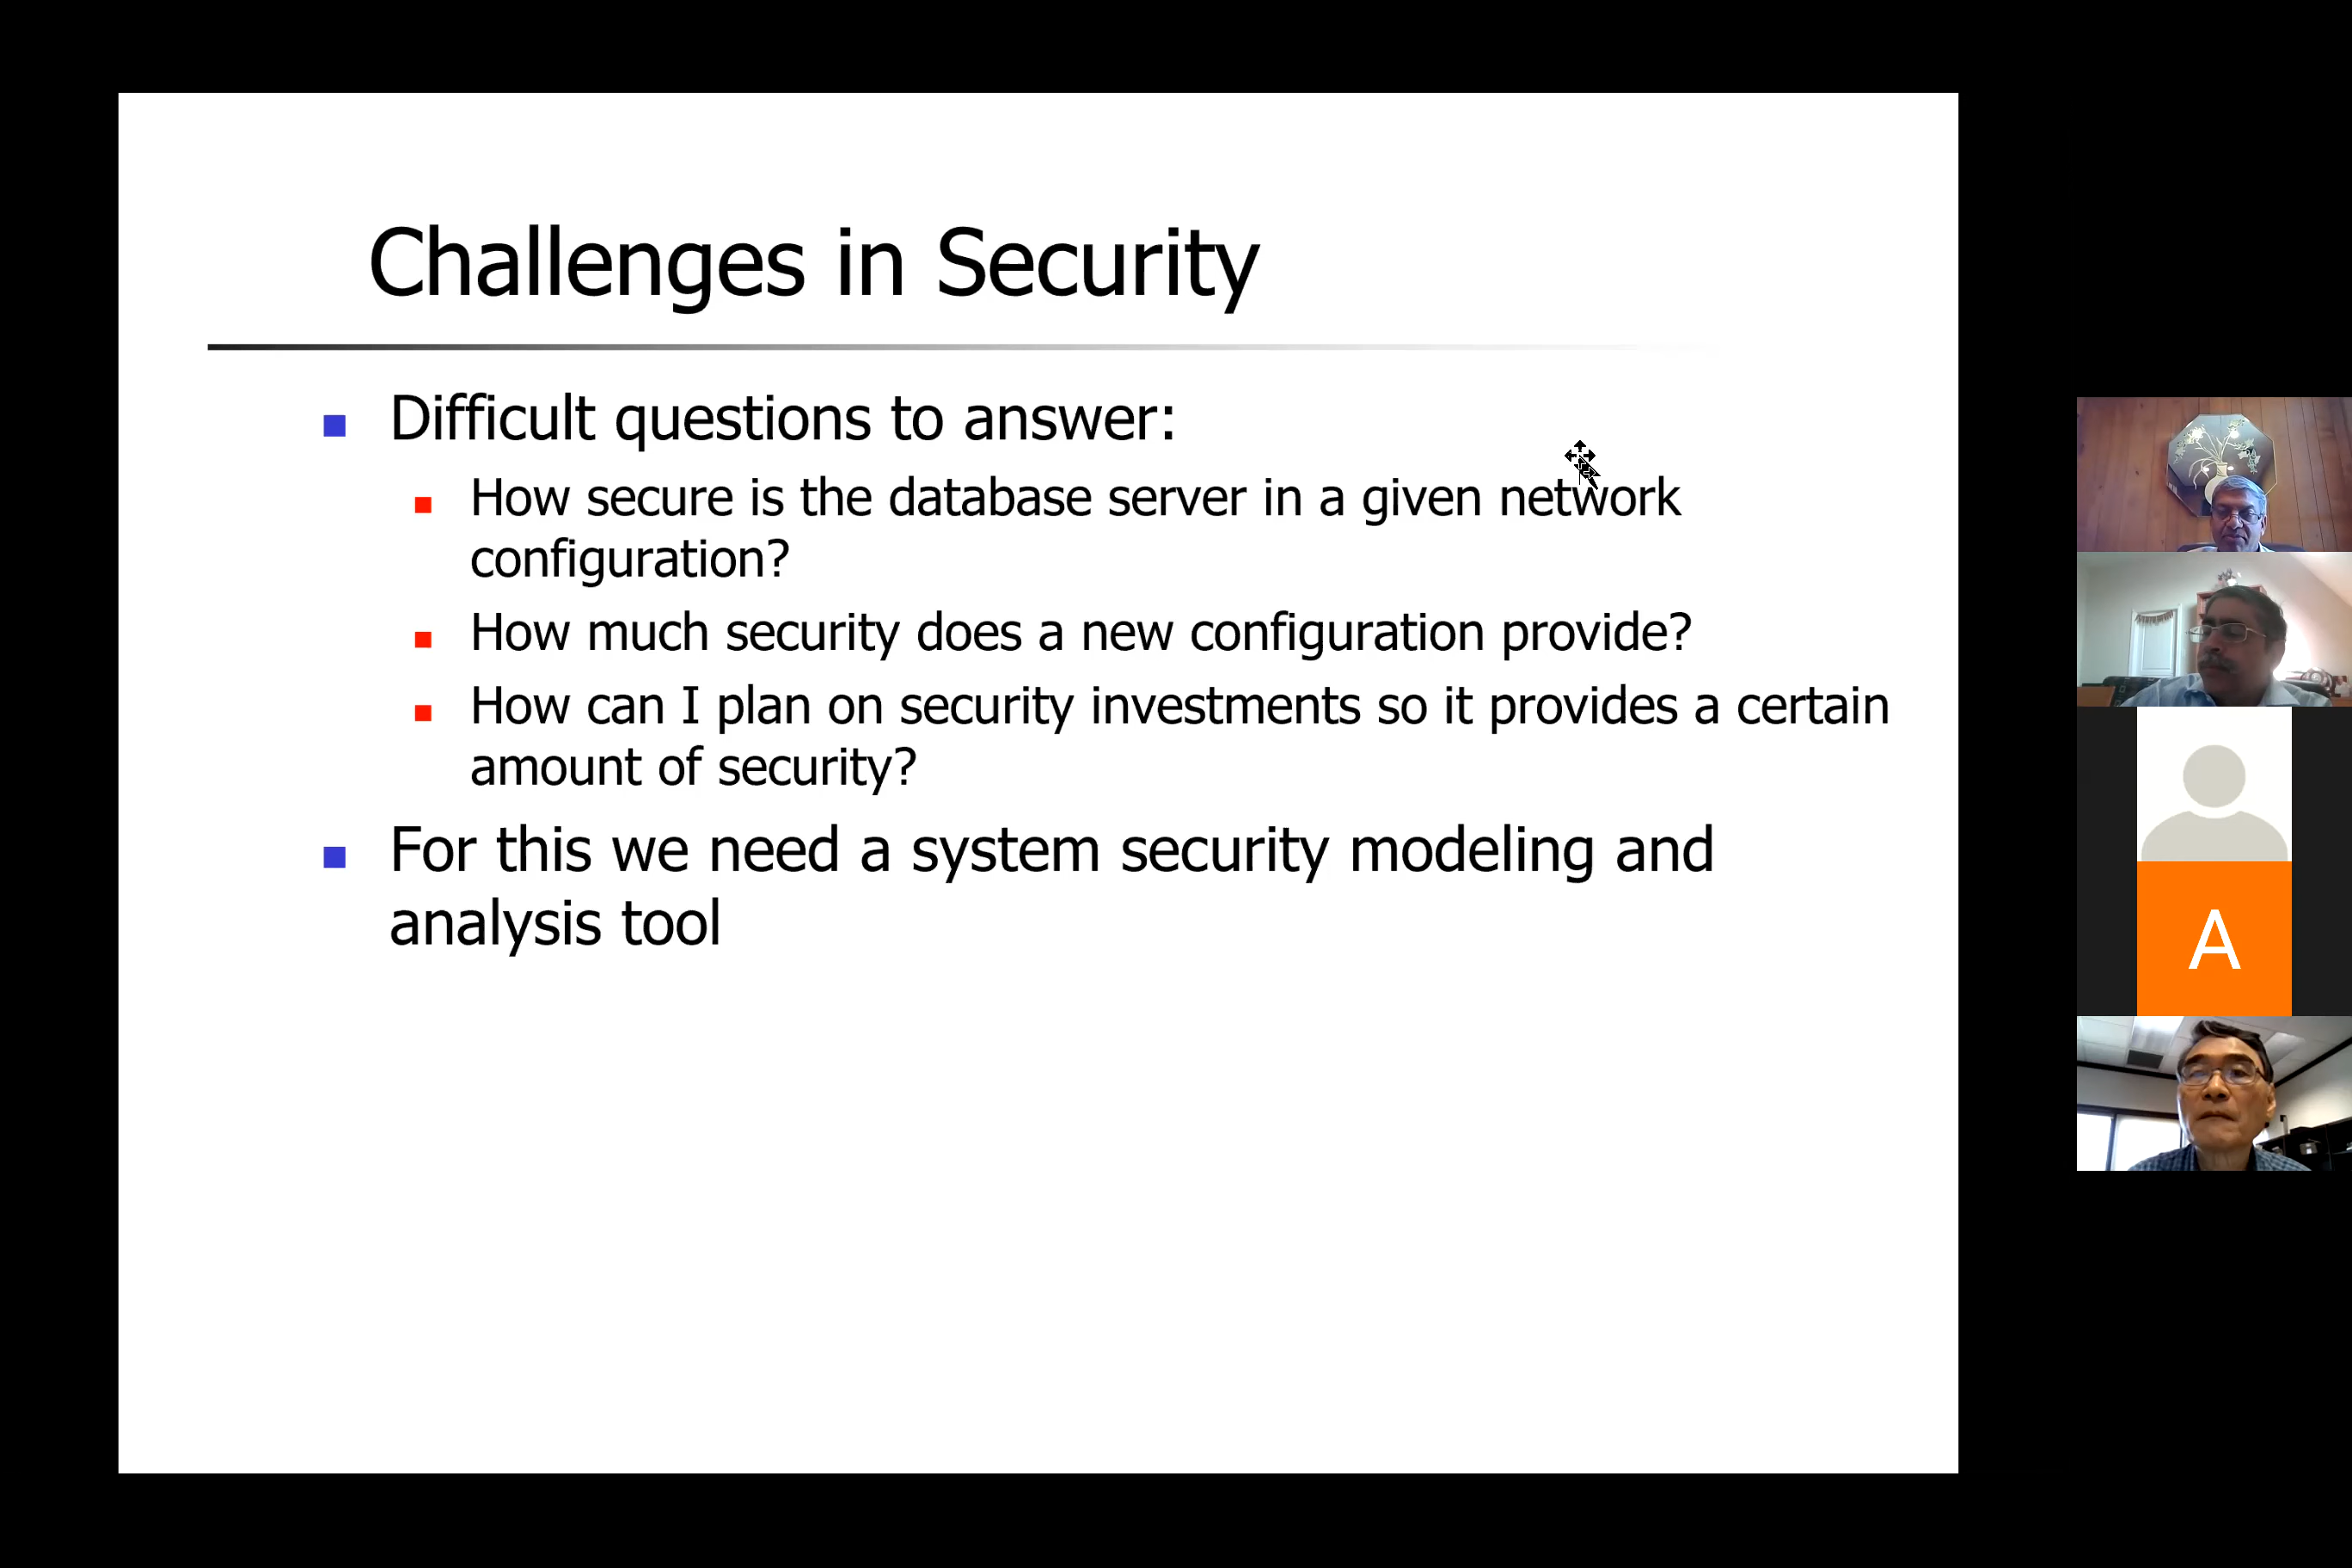 Challenges in Security
Difficult questions to answer:
How secure is the database server in a given network
configuration?
How much security does a new configuration provide?
How can I plan on security investments so it provides a certain
amount of security?
For this we need a system security modeling and
analysis tool
A